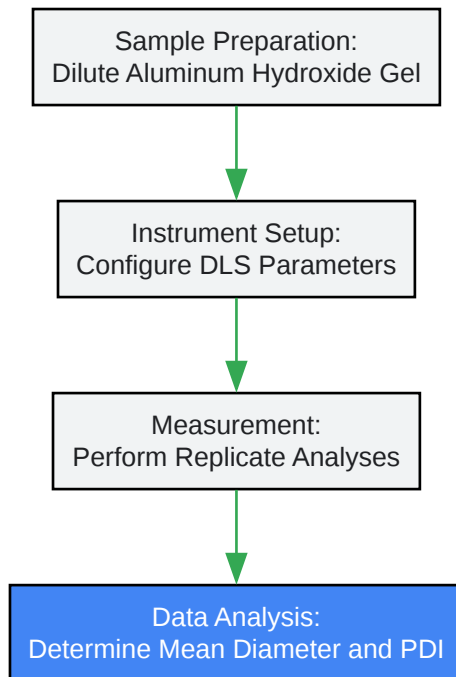 Sample Preparation:
Dilute Aluminum Hydroxide Gel
Instrument Setup:
Configure DLS Parameters
Measurement:
Perform Replicate Analyses
Data Analysis:
Determine Mean Diameter and PDI